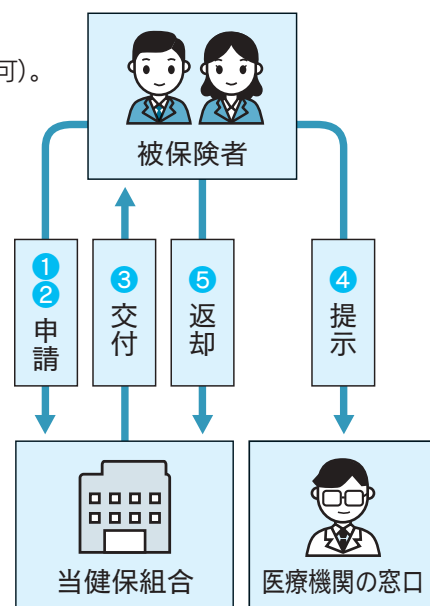 可)。
被保険者
❶❷申請
❸交付
❺返却
❹提示
当健保組合
医療機関の窓口